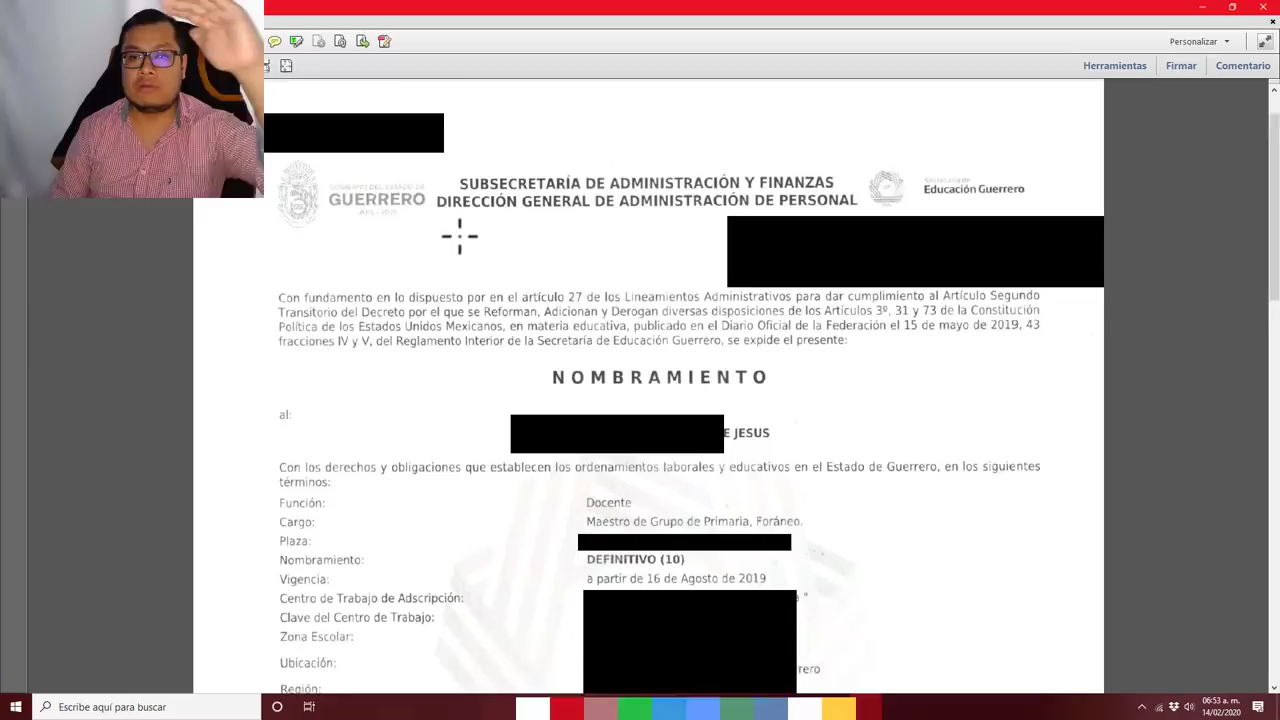 Personalizar
Herramientas
Firmar
Comentario
GUERRERO
SUBSECRETARÍA DE ADMINISTRACIÓN Y FINANZAS
DIRECCIÓN GENERAL DE ADMINISTRACIÓN DE PERSONAL
Secretaría de
Educación Guerrero
Con fundamento en lo dispuesto por en el artículo 27 de los Lineamientos Administrativos para dar cumplimiento al Artículo Segundo
Transitorio del Decreto por el que se Reforman, Adicionan y Derogan diversas disposiciones de los Artículos 3º, 31 y 73 de la Constitución
Política de los Estados Unidos Mexicanos, en materia educativa, publicado en el Diario Oficial de la Federación el 15 de mayo de 2019, 43
fracciones IV y V, del Reglamento Interior de la Secretaría de Educación Guerrero, se expide el presente:
NOMBRAMIENTO
al:
E JESUS
Con los derechos y obligaciones que establecen los ordenamientos laborales y educativos en el Estado de Guerrero, en los siguientes
términos:
Función: Docente
Cargo: Maestro de Grupo de Primaria, Foráneo.
Plaza:
Nombramiento: DEFINITIVO (10)
Vigencia: a partir de 16 de Agosto de 2019
Centro de Trabajo de Adscripción: a "
Clave del Centro de Trabajo:
Zona Escolar:
Ubicación: rrero
Región:
Escribe aquí para buscar
06:53 a. m.
14/02/2020